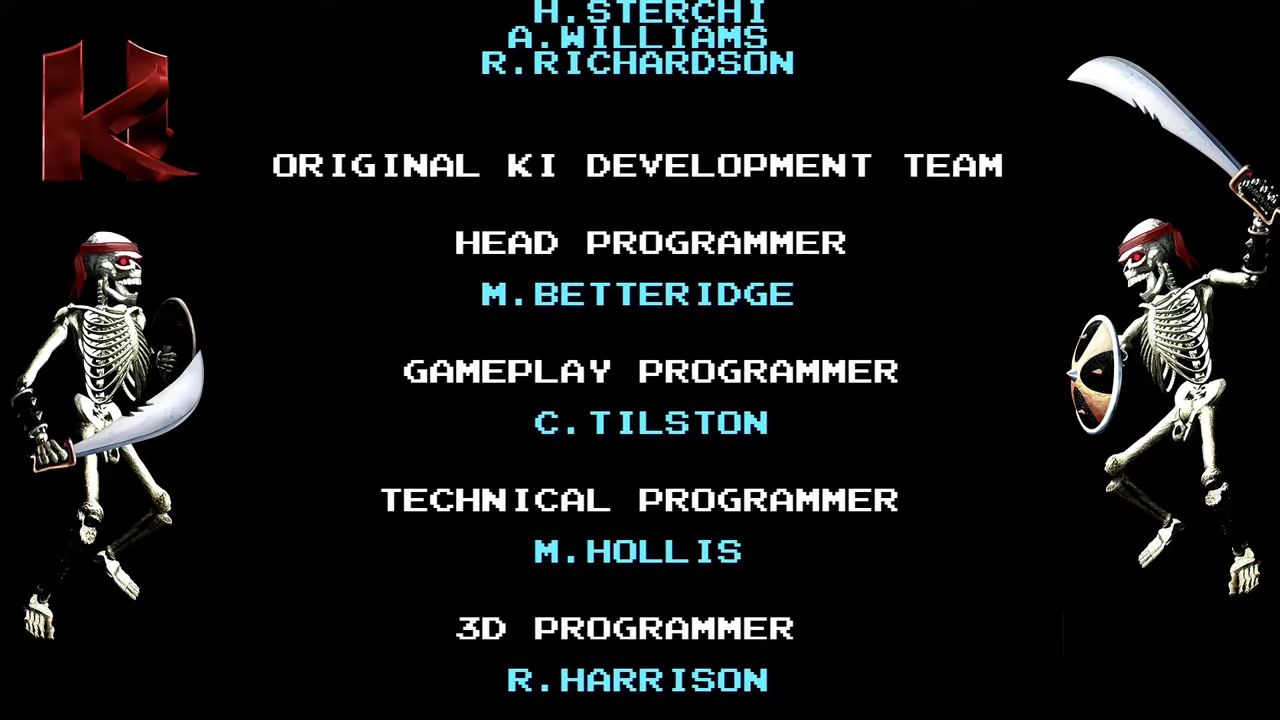 H.STERCHI
A.WILLIAMS
R.RICHARDSON
KI
ORIGINAL KI DEVELOPMENT TEAM
HEAD PROGRAMMER
M.BETTERIDGE
GAMEPLAY PROGRAMMER
C.TILSTON
TECHNICAL PROGRAMMER
M.HOLLIS
3D PROGRAMMER
R.HARRISON